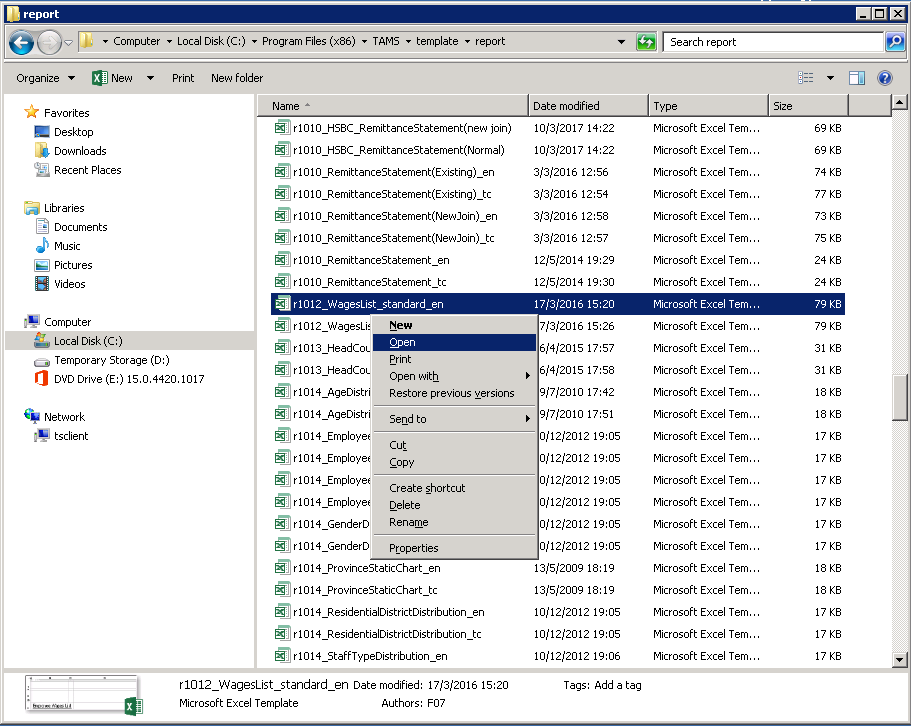 report
Computer Local Disk (C:) Program Files (x86) TAMS template report
Search report
Organize New Print New folder
Favorites
Desktop
Downloads
Recent Places
Libraries
Documents
Music
Pictures
Videos
Computer
Local Disk (C:)
Temporary Storage (D:)
DVD Drive (E:) 15.0.4420.1017
Network
tsclient
Name Date modified Type Size
r1010_HSBC_RemittanceStatement(new join) 10/3/2017 14:22 Microsoft Excel Tem... 69 KB
r1010_HSBC_RemittanceStatement(Normal) 10/3/2017 14:22 Microsoft Excel Tem... 69 KB
r1010_RemittanceStatement(Existing)_en 3/3/2016 12:56 Microsoft Excel Tem... 74 KB
r1010_RemittanceStatement(Existing)_tc 3/3/2016 12:54 Microsoft Excel Tem... 77 KB
r1010_RemittanceStatement(NewJoin)_en 3/3/2016 12:58 Microsoft Excel Tem... 73 KB
r1010_RemittanceStatement(NewJoin)_tc 3/3/2016 12:57 Microsoft Excel Tem... 75 KB
r1010_RemittanceStatement_en 12/5/2014 19:29 Microsoft Excel Tem... 24 KB
r1010_RemittanceStatement_tc 12/5/2014 19:30 Microsoft Excel Tem... 24 KB
r1012_WagesList_standard_en 17/3/2016 15:20 Microsoft Excel Tem... 79 KB
r1012_WagesLis 7/3/2016 15:26 Microsoft Excel Tem... 79 KB
r1013_HeadCou 6/4/2015 17:57 Microsoft Excel Tem... 31 KB
r1013_HeadCou 6/4/2015 17:58 Microsoft Excel Tem... 31 KB
r1014_AgeDistri 9/7/2010 17:42 Microsoft Excel Tem... 18 KB
r1014_AgeDistri 9/7/2010 17:51 Microsoft Excel Tem... 18 KB
r1014_Employee 0/12/2012 19:05 Microsoft Excel Tem... 17 KB
r1014_Employee 0/12/2012 19:05 Microsoft Excel Tem... 17 KB
r1014_Employee 0/12/2012 19:05 Microsoft Excel Tem... 17 KB
r1014_Employee 0/12/2012 19:05 Microsoft Excel Tem... 17 KB
r1014_GenderD 0/12/2012 19:05 Microsoft Excel Tem... 17 KB
r1014_GenderD 0/12/2012 19:05 Microsoft Excel Tem... 17 KB
r1014_ProvinceStaticChart_en 13/5/2009 18:19 Microsoft Excel Tem... 18 KB
r1014_ProvinceStaticChart_tc 13/5/2009 18:19 Microsoft Excel Tem... 18 KB
r1014_ResidentialDistrictDistribution_en 10/12/2012 19:05 Microsoft Excel Tem... 17 KB
r1014_ResidentialDistrictDistribution_tc 10/12/2012 19:05 Microsoft Excel Tem... 17 KB
r1014_StaffTypeDistribution_en 10/12/2012 19:06 Microsoft Excel Tem... 17 KB
New
Open
Print
Open with
Restore previous versions
Send to
Cut
Copy
Create shortcut
Delete
Rename
Properties
r1012_WagesList_standard_en Date modified: 17/3/2016 15:20 Tags: Add a tag
Microsoft Excel Template Authors: F07